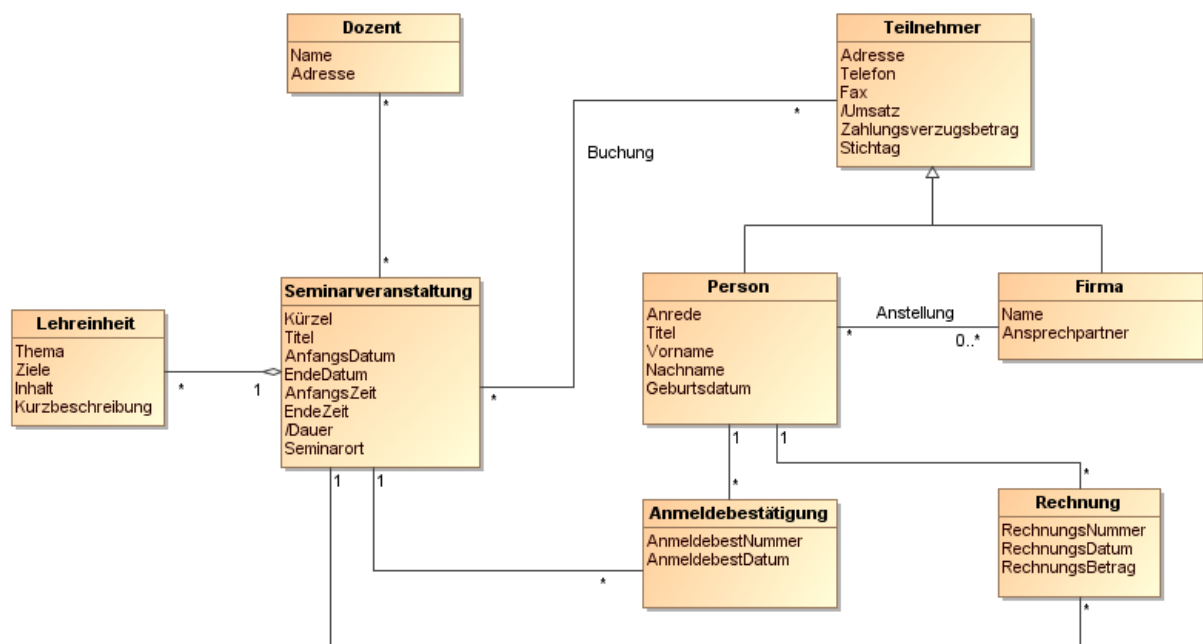 Dozent
Name
Adresse
*
*
Teilnehmer
Adresse
Telefon
Fax
/Umsatz
Zahlungsverzugsbetrag
Stichtag
*
Buchung
*
Lehreinheit
Thema
Ziele
Inhalt
Kurzbeschreibung
*
1
Seminarveranstaltung
Kürzel
Titel
AnfangsDatum
EndeDatum
AnfangsZeit
EndeZeit
/Dauer
Seminarort
1
1
Person
Anrede
Titel
Vorname
Nachname
Geburtsdatum
1
1
Anstellung
*
0..*
Firma
Name
Ansprechpartner
*
Anmeldebestätigung
AnmeldebestNummer
AnmeldebestDatum
*
*
Rechnung
RechnungsNummer
RechnungsDatum
RechnungsBetrag
*